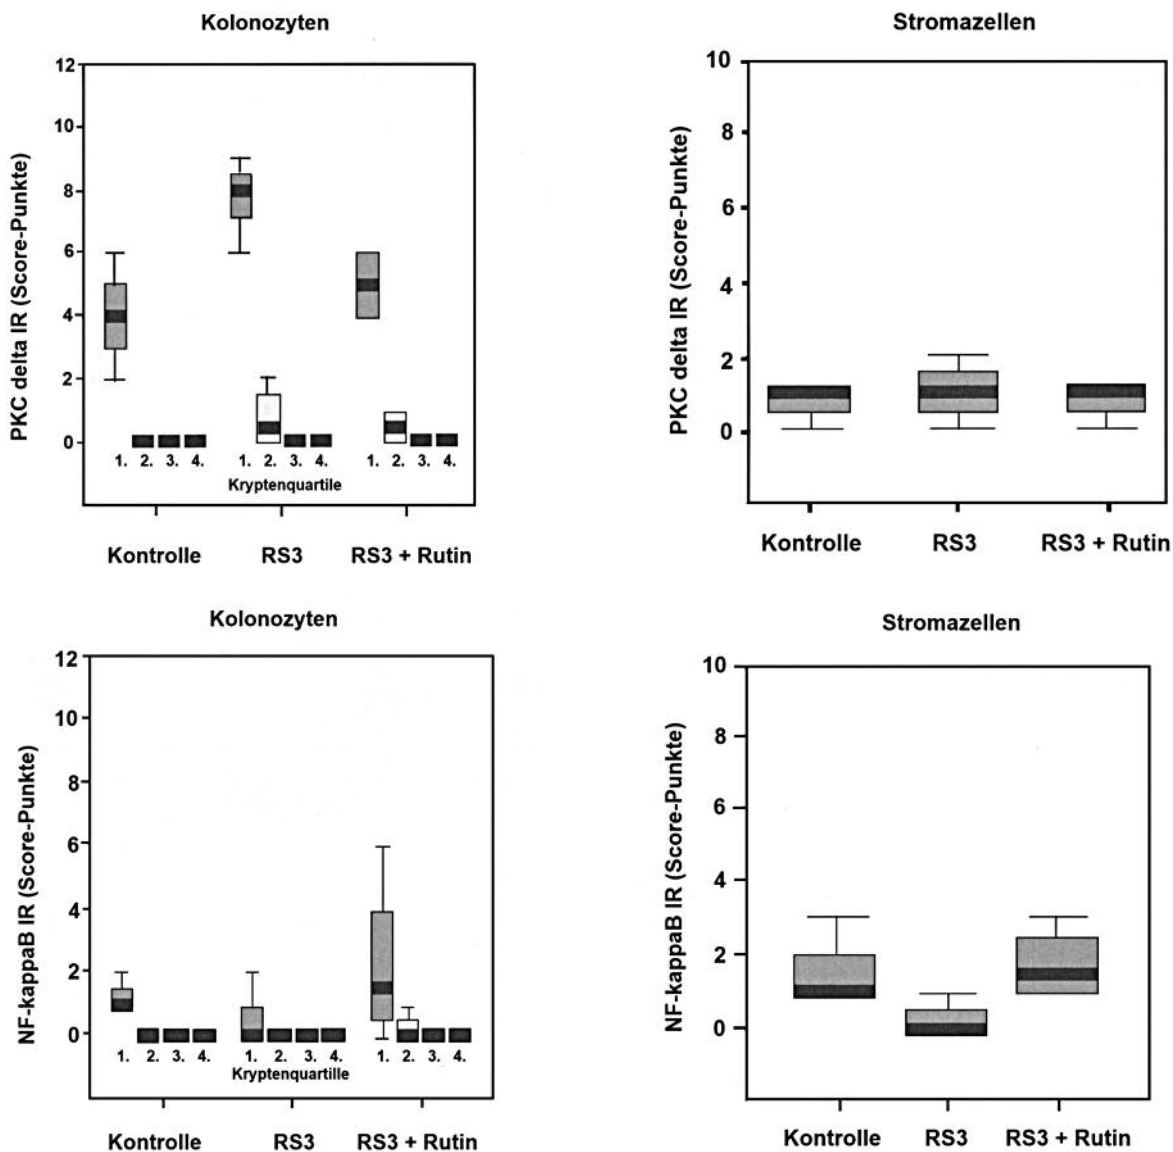 Kolonozyten
PKC delta IR (Score-Punkte)
12
10
8
6
4
2
0
1. 2. 3. 4. 1. 2. 3. 4. 1. 2. 3. 4.
Kryptenquartile
Kontrolle RS3 RS3 + Rutin
Stromazellen
PKC delta IR (Score-Punkte)
10
8
6
4
2
0
Kontrolle RS3 RS3 + Rutin
Kolonozyten
NF-kappaB IR (Score-Punkte)
12
10
8
6
4
2
0
1. 2. 3. 4. 1. 2. 3. 4. 1. 2. 3. 4.
Kryptenquartille
Kontrolle RS3 RS3 + Rutin
Stromazellen
NF-kappaB IR (Score-Punkte)
10
8
6
4
2
0
Kontrolle RS3 RS3 + Rutin